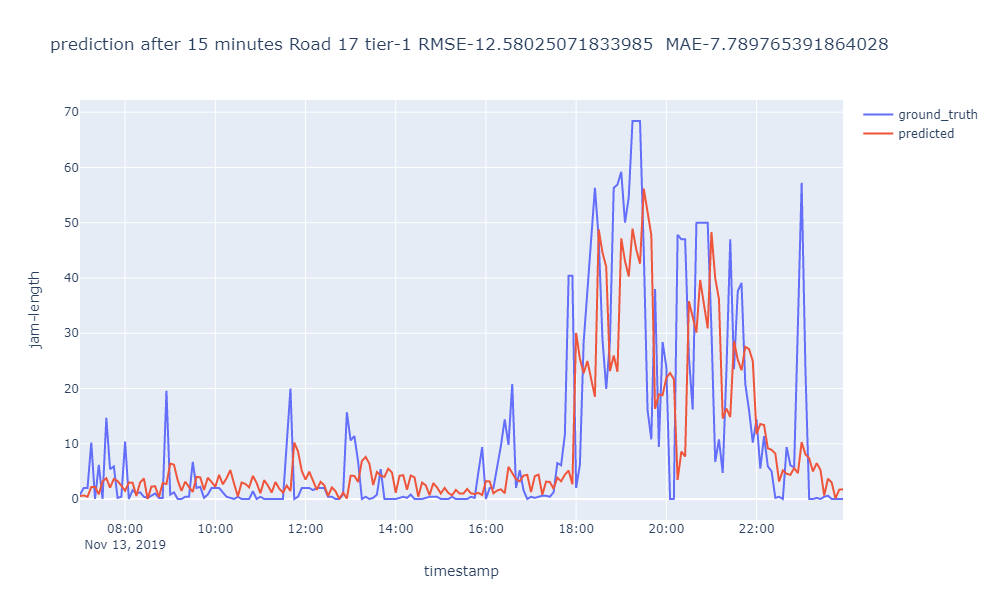 prediction after 15 minutes Road 17 tier-1 RMSE-12.58025071833985  MAE-7.789765391864028
ground_truth
predicted
70
60
50
40
30
20
10
0
jam-length
08:00 10:00 12:00 14:00 16:00 18:00 20:00 22:00
Nov 13, 2019
timestamp